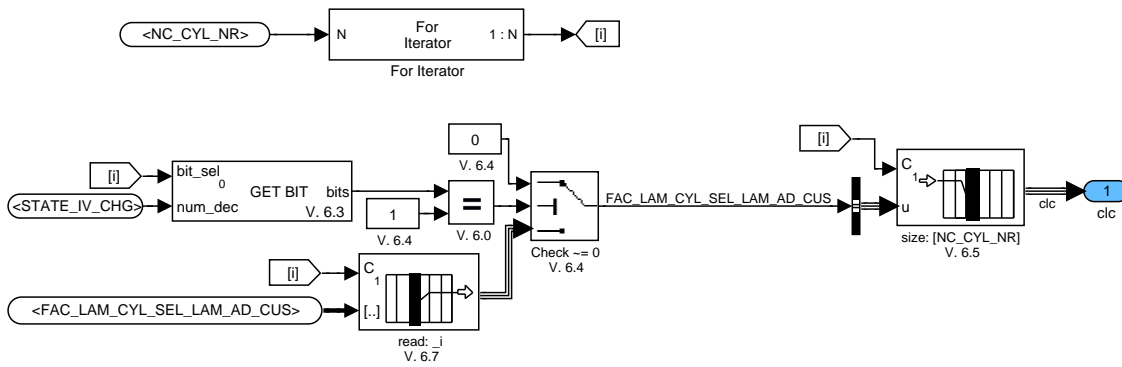 <NC_CYL_NR>
N
For
Iterator
1 : N
[i]
For Iterator
0
V. 6.4
[i]
[i]
bit_sel
0
GET BIT
bits
num_dec
V. 6.3
<STATE_IV_CHG>
1
V. 6.4
=
V. 6.0
Check ~= 0
V. 6.4
FAC_LAM_CYL_SEL_LAM_AD_CUS
C
1
u
size: [NC_CYL_NR]
V. 6.5
clc
1
clc
[i]
C
1
[..]
<FAC_LAM_CYL_SEL_LAM_AD_CUS>
read: _i
V. 6.7